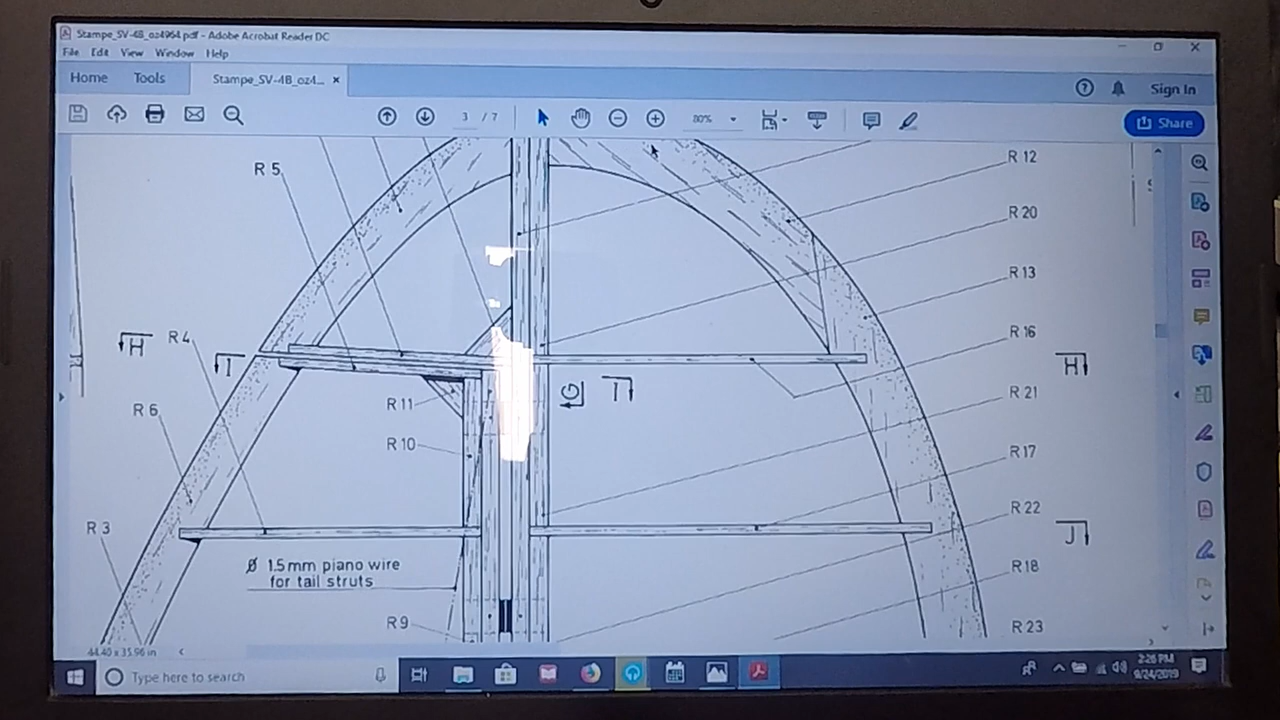 Stampe_SV-4B_oz4964.pdf - Adobe Acrobat Reader DC
File Edit View Window Help
Home Tools Stampe_SV-4B_oz4... ×
Sign In
3 / 7
80%
Share
R 5
R 12
R 20
R 13
H
R 4
I
R 16
H
R 11
G
I
R 6
R 10
R 21
R 17
R 3
R 22
J
Ø 1.5mm piano wire
for tail struts
R 18
R 9
R 23
44.40 x 35.96 in
Type here to search
2:26 PM
9/24/2019